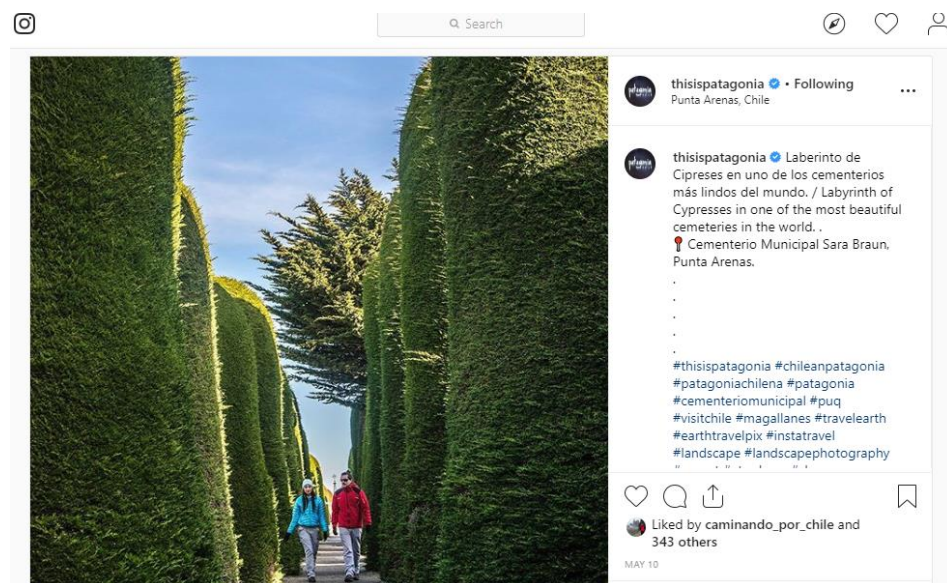 Search
thisispatagonia • Following
Punta Arenas, Chile
...
thisispatagonia Laberinto de
Cipreses en uno de los cementerios
más lindos del mundo. / Labyrinth of
Cypresses in one of the most beautiful
cemeteries in the world. .
Cementerio Municipal Sara Braun,
Punta Arenas.
.
.
.
.
.
#thisispatagonia #chileanpatagonia
#patagoniachilena #patagonia
#cementeriomunicipal #puq
#visitchile #magallanes #travelearth
#earthtravelpix #instatravel
#landscape #landscapephotography
Liked by caminando_por_chile and
343 others
MAY 10